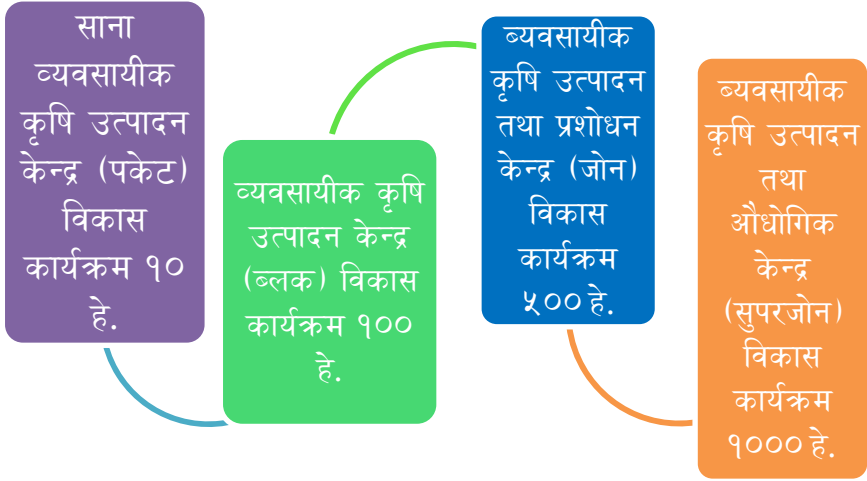 साना
व्यवसायीक
कृषि उत्पादन
केन्द्र (पकेट)
विकास
कार्यक्रम १०
हे.
व्यवसायीक कृषि
उत्पादन केन्द्र
(ब्लक) विकास
कार्यक्रम १००
हे.
ब्यवसायीक
कृषि उत्पादन
तथा प्रशोधन
केन्द्र (जोन)
विकास
कार्यक्रम
५०० हे.
ब्यवसायीक
कृषि उत्पादन
तथा
औधोगिक
केन्द्र
(सुपरजोन)
विकास
कार्यक्रम
१००० हे.